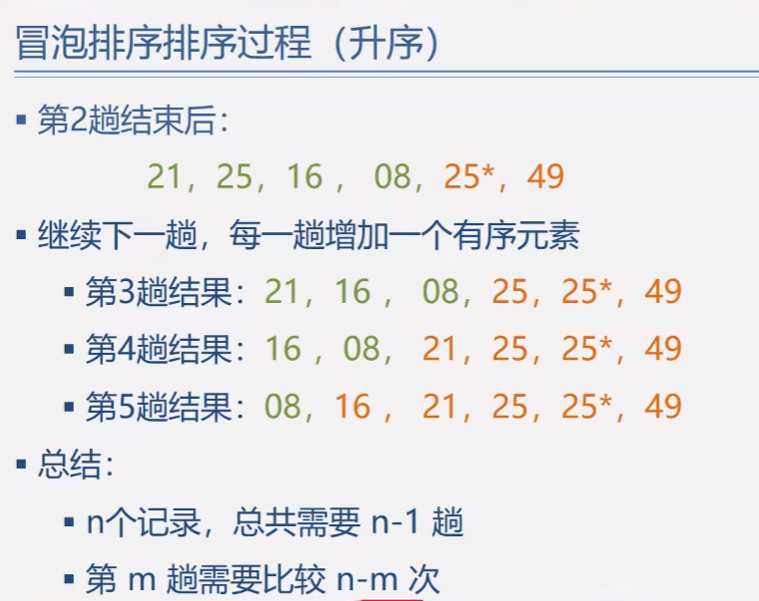 冒泡排序排序过程（升序）
▪ 第2趟结束后：
21，25，16 ， 08，25*，49
▪ 继续下一趟，每一趟增加一个有序元素
▪ 第3趟结果：21，16 ， 08，25，25*，49
▪ 第4趟结果：16 ，08， 21，25，25*，49
▪ 第5趟结果：08，16 ， 21，25，25*，49
▪ 总结：
▪ n个记录，总共需要 n-1 趟
▪ 第 m 趟需要比较 n-m 次